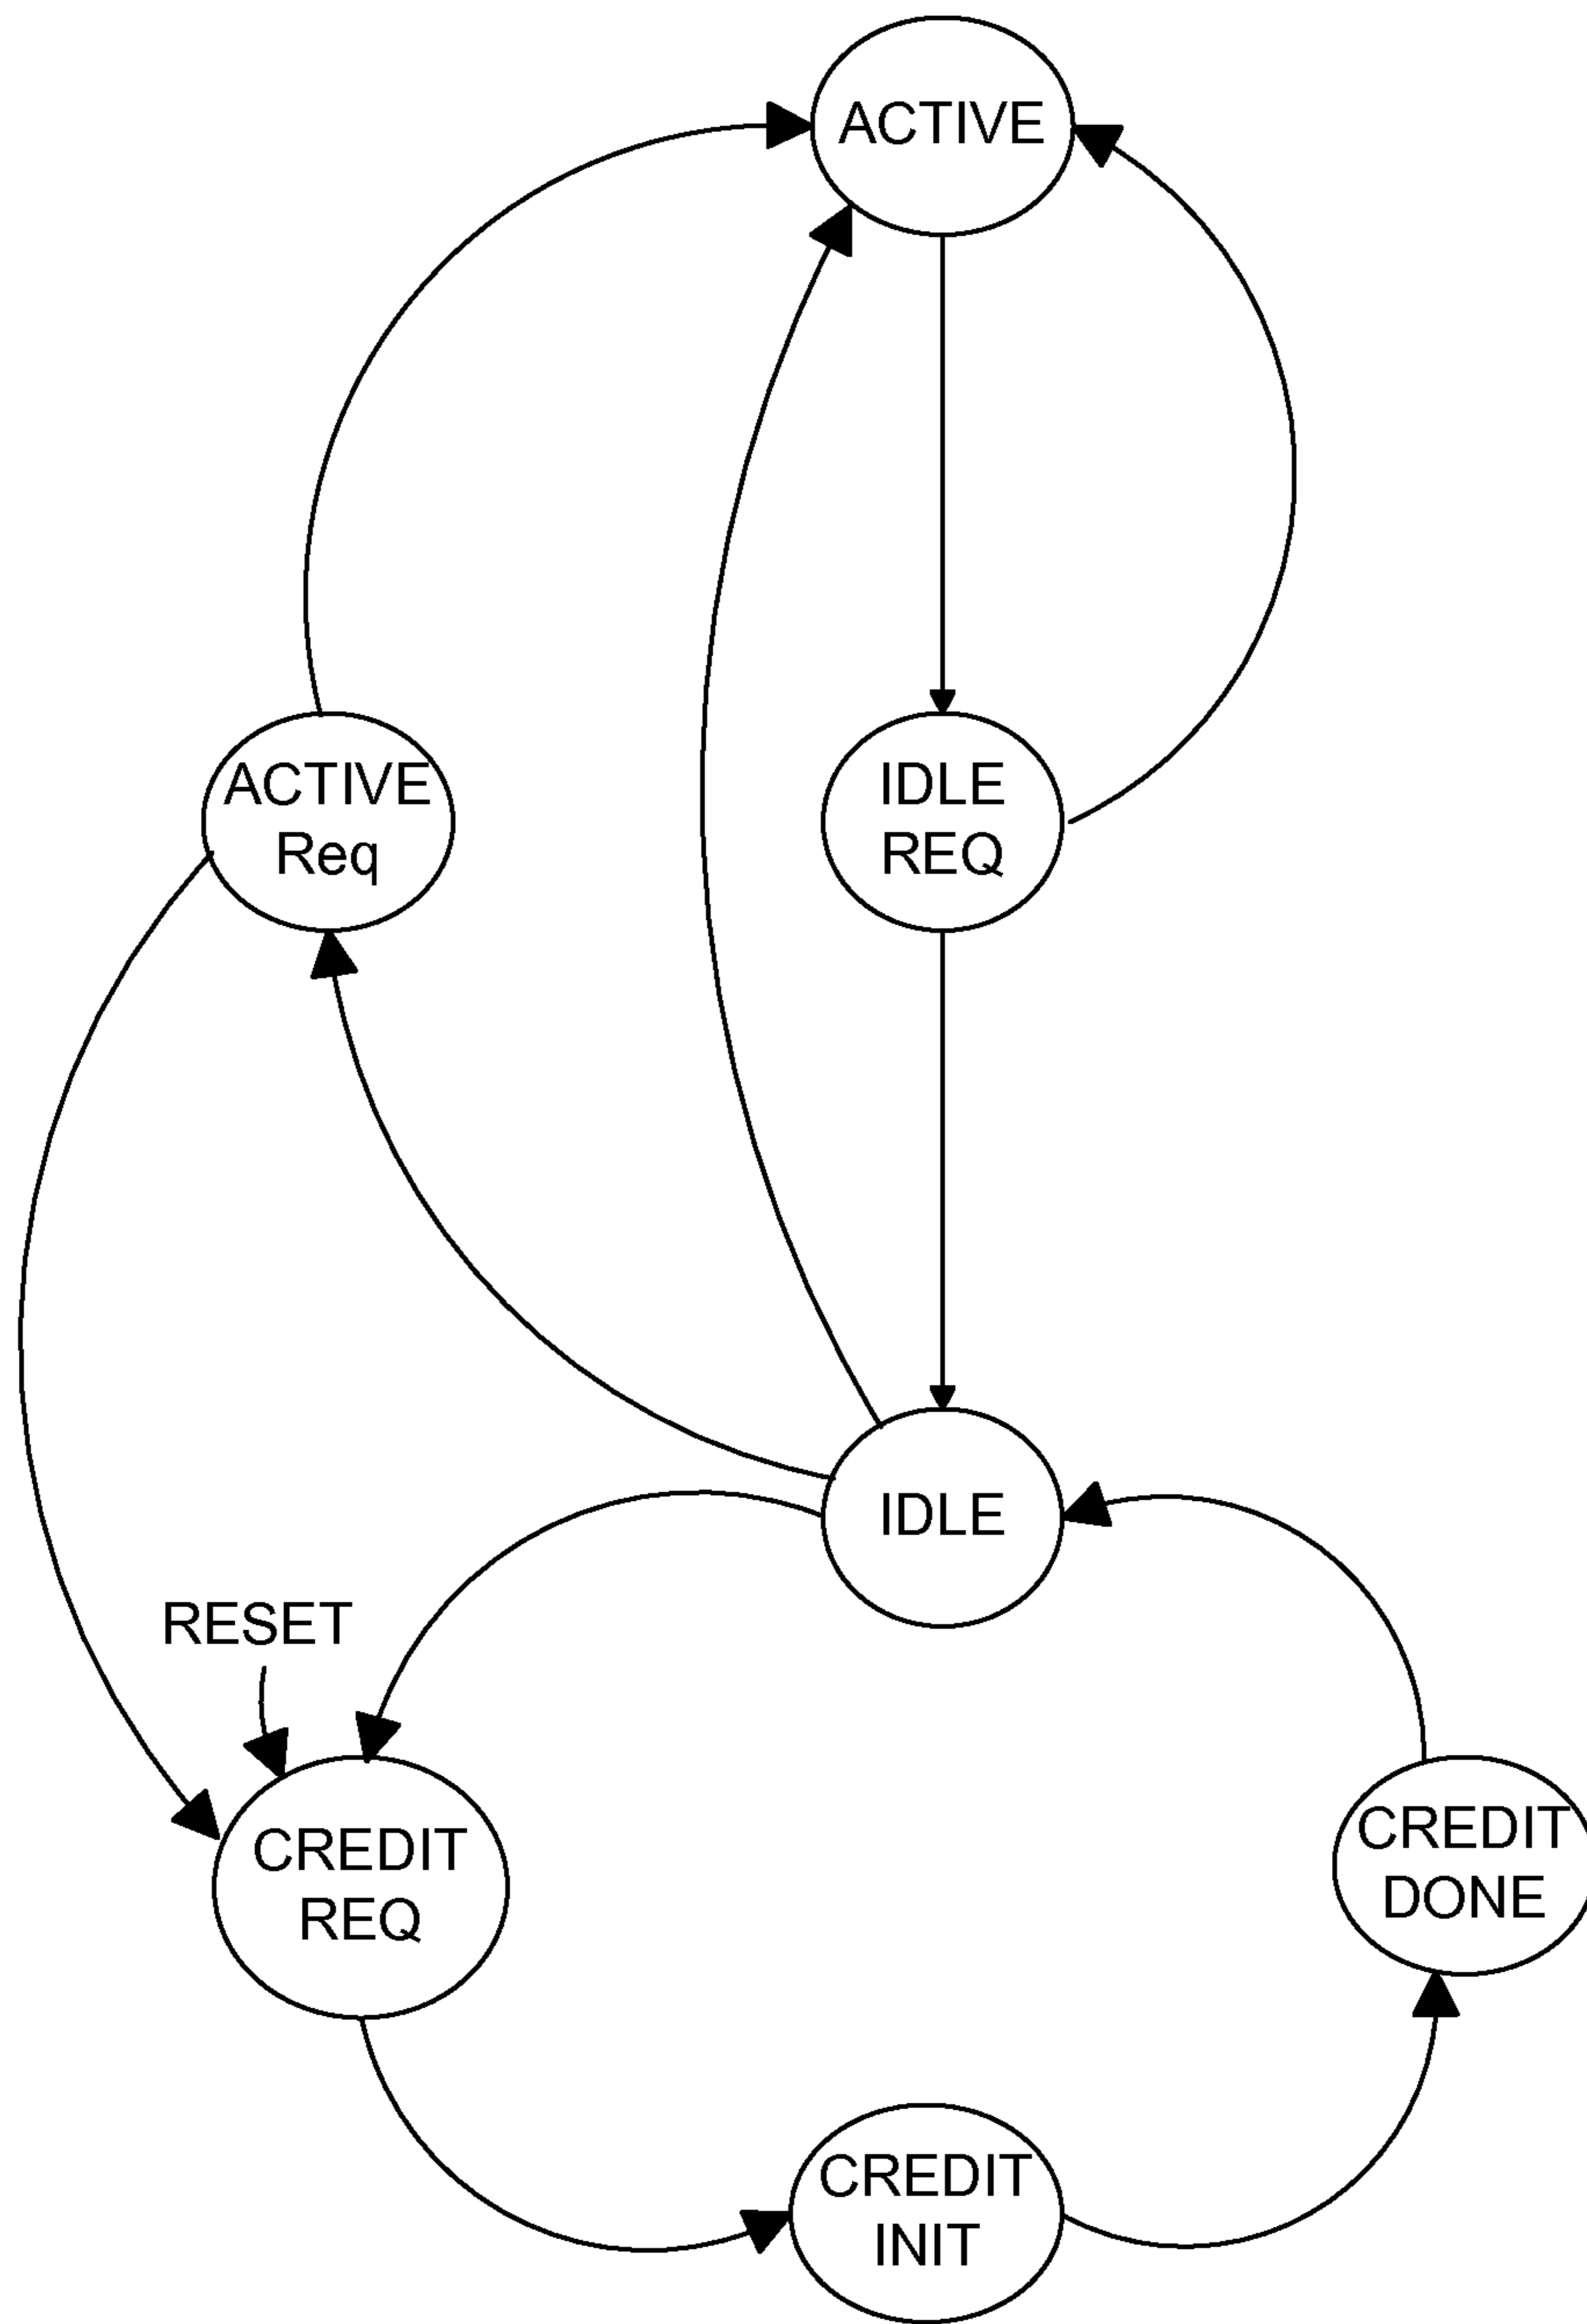 ACTIVE
ACTIVE
Req
IDLE
REQ
IDLE
RESET
CREDIT
REQ
CREDIT
DONE
CREDIT
INIT